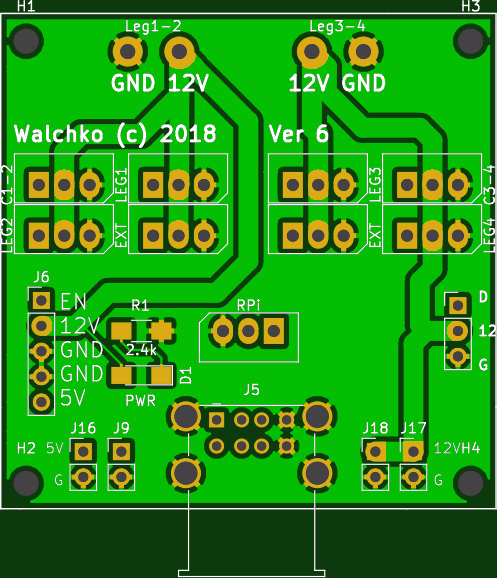 H1 H3
Leg1-2 Leg3-4
GND 12V 12V GND
Walchko (c) 2018 Ver 6
C1-2 LEG1 LEG3 C3-4
LEG2 EXT EXT LEG4
J6
EN
12V
GND
GND
5V
R1
2.4k
D1
PWR
RPi
D
12
G
J5
J16 J9 J18 J17
H2 5V 12VH4
G G